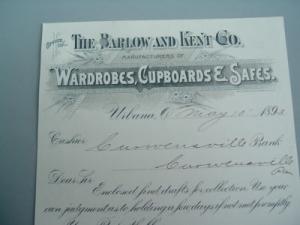 OFFICE OF
THE BARLOW AND KENT CO.
MANUFACTURERS OF
WARDROBES, CUPBOARDS & SAFES.
Urbana, O. May 10" 189
Cashier Curwensville Bank
Curwensville
Dear Sir
Enclosed find drafts for collection. Use your
own judgment as to holding a few days if not promptly